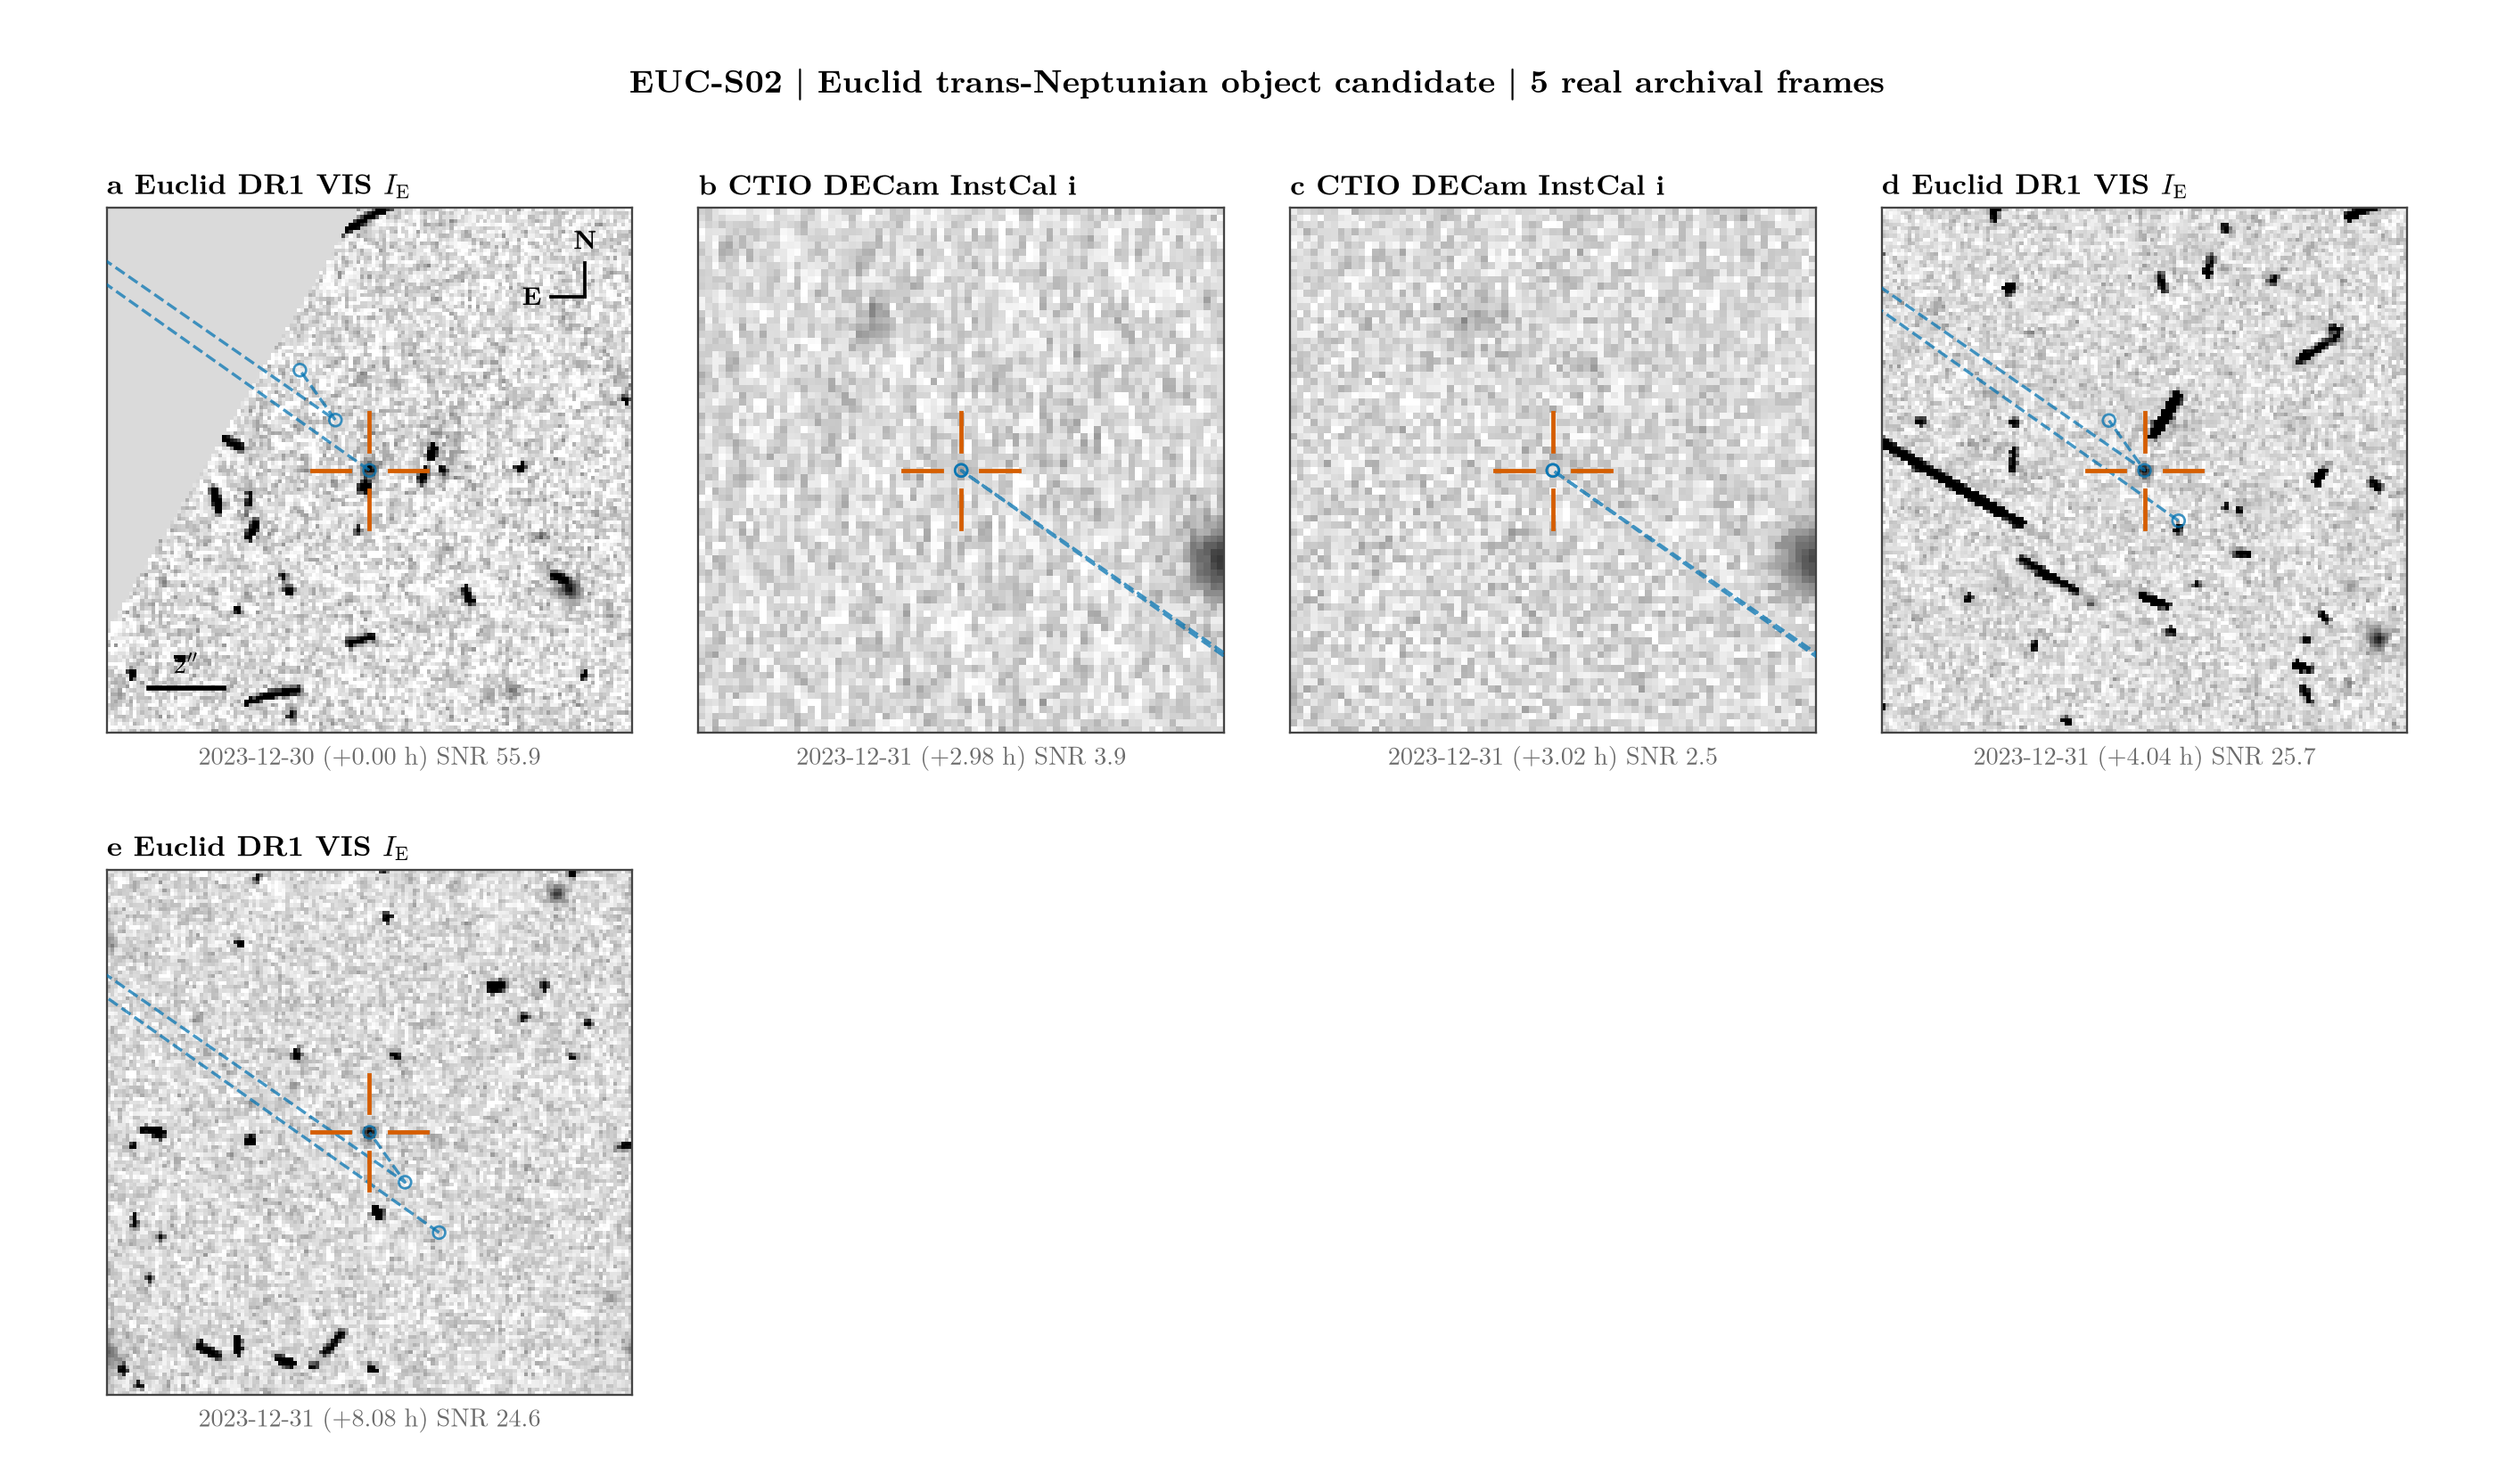 EUC-S02 | Euclid trans-Neptunian object candidate | 5 real archival frames
a Euclid DR1 VIS I_E
b CTIO DECam InstCal i
c CTIO DECam InstCal i
d Euclid DR1 VIS I_E
N
E
2″
2023-12-30 (+0.00 h) SNR 55.9
2023-12-31 (+2.98 h) SNR 3.9
2023-12-31 (+3.02 h) SNR 2.5
2023-12-31 (+4.04 h) SNR 25.7
e Euclid DR1 VIS I_E
2023-12-31 (+8.08 h) SNR 24.6